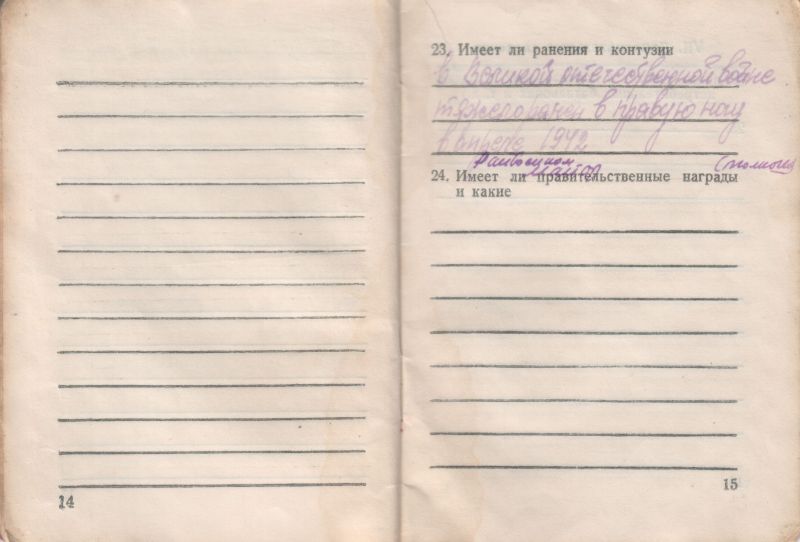 23. Имеет ли ранения и контузии
в Великой отечественной войне
тяжело ранен в правую ногу
в апреле 1942
24. Имеет ли правительственные награды
и какие
14
15